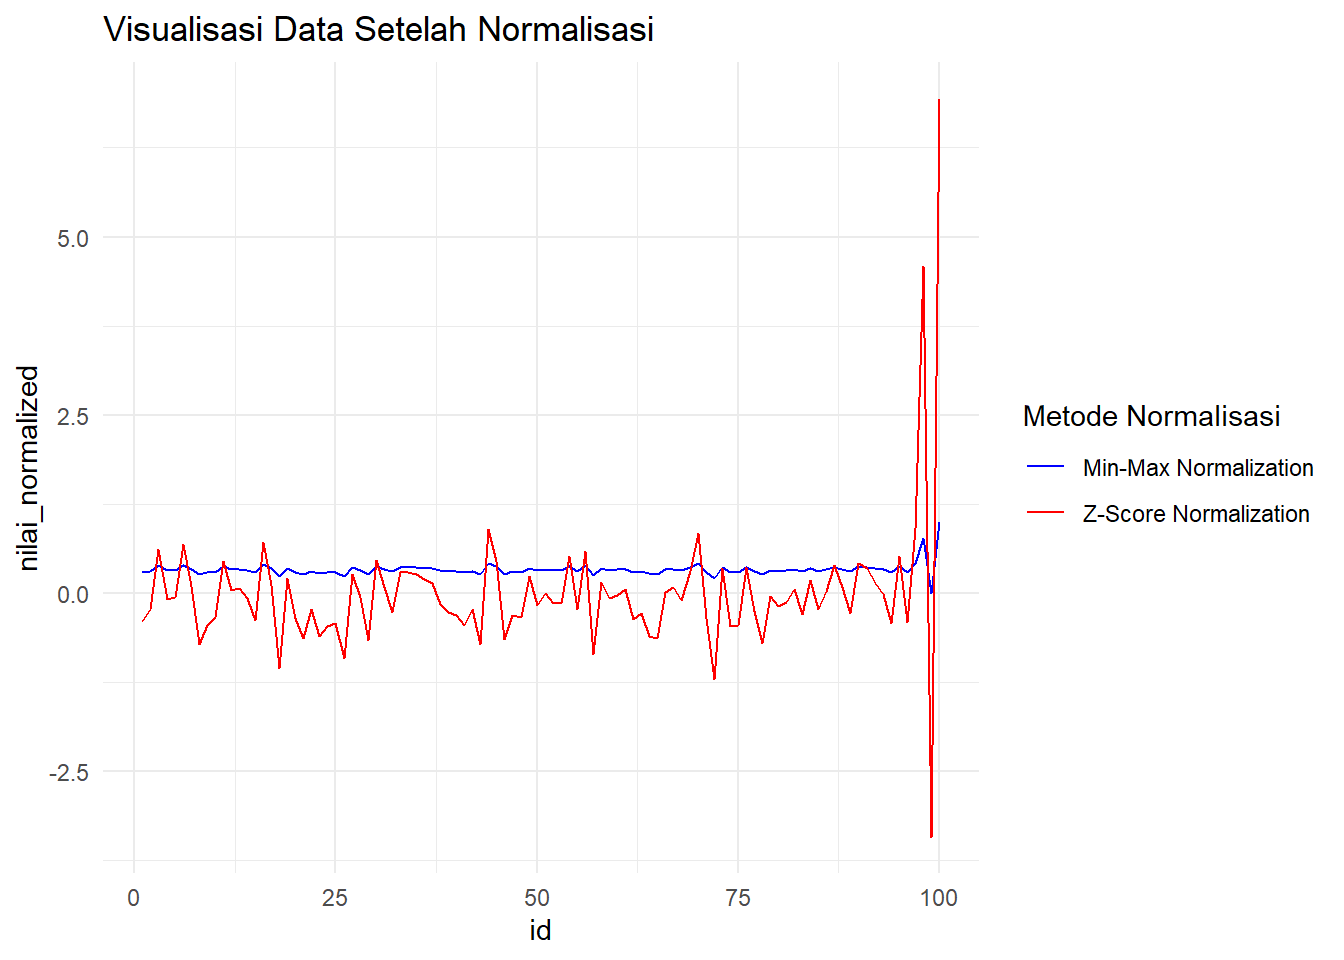 Visualisasi Data Setelah Normalisasi
nilai_normalized
5.0
2.5
0.0
-2.5
0
25
50
75
100
id
Metode Normalisasi
Min-Max Normalization
Z-Score Normalization